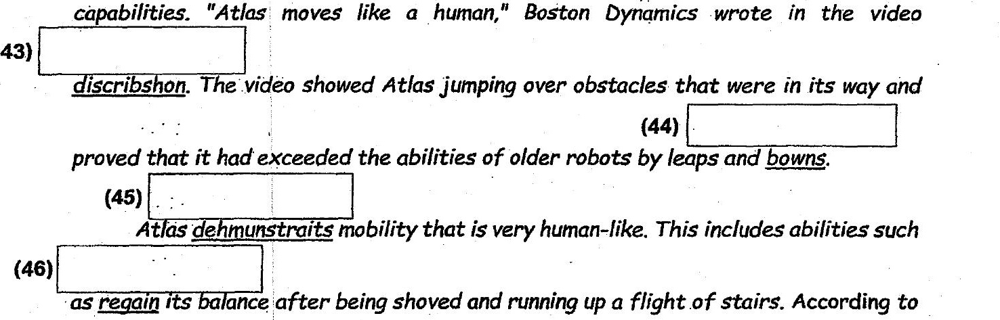 capabilities. "Atlas moves like a human," Boston Dynamics wrote in the video
43)
discribshon. The video showed Atlas jumping over obstacles that were in its way and
(44)
proved that it had exceeded the abilities of older robots by leaps and bowns.
(45)
Atlas dehmunstraits mobility that is very human-like. This includes abilities such
(46)
as regain its balance after being shoved and running up a flight of stairs. According to